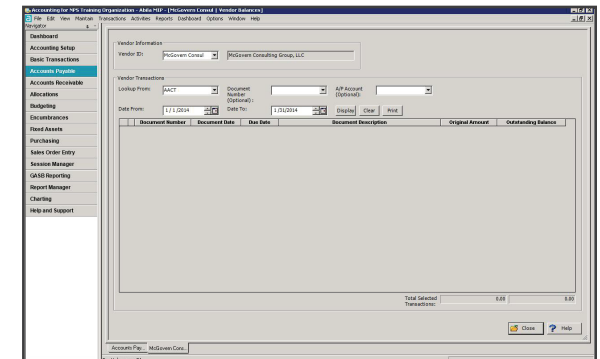 Accounting for NPS Training Organization - Abila MIP - [McGovern Consul | Vendor Balances]
File Edit View Maintain Transactions Activities Reports Dashboard Options Window Help
Navigator
Dashboard
Accounting Setup
Basic Transactions
Accounts Payable
Accounts Receivable
Allocations
Budgeting
Encumbrances
Fixed Assets
Purchasing
Sales Order Entry
Session Manager
GASB Reporting
Report Manager
Charting
Help and Support
Vendor Information
Vendor ID: McGovern Consul McGovern Consulting Group, LLC
Vendor Transactions
Lookup From: AACT Document Number (Optional): A/P Account (Optional):
Date From: 1 / 1 /2014 Date To: 1 /31/2014 Display Clear Print
Document Number Document Date Due Date Document Description Original Amount Outstanding Balance
Total Selected Transactions: 0.00 0.00
Close Help
Accounts Pay... McGovern Cons...